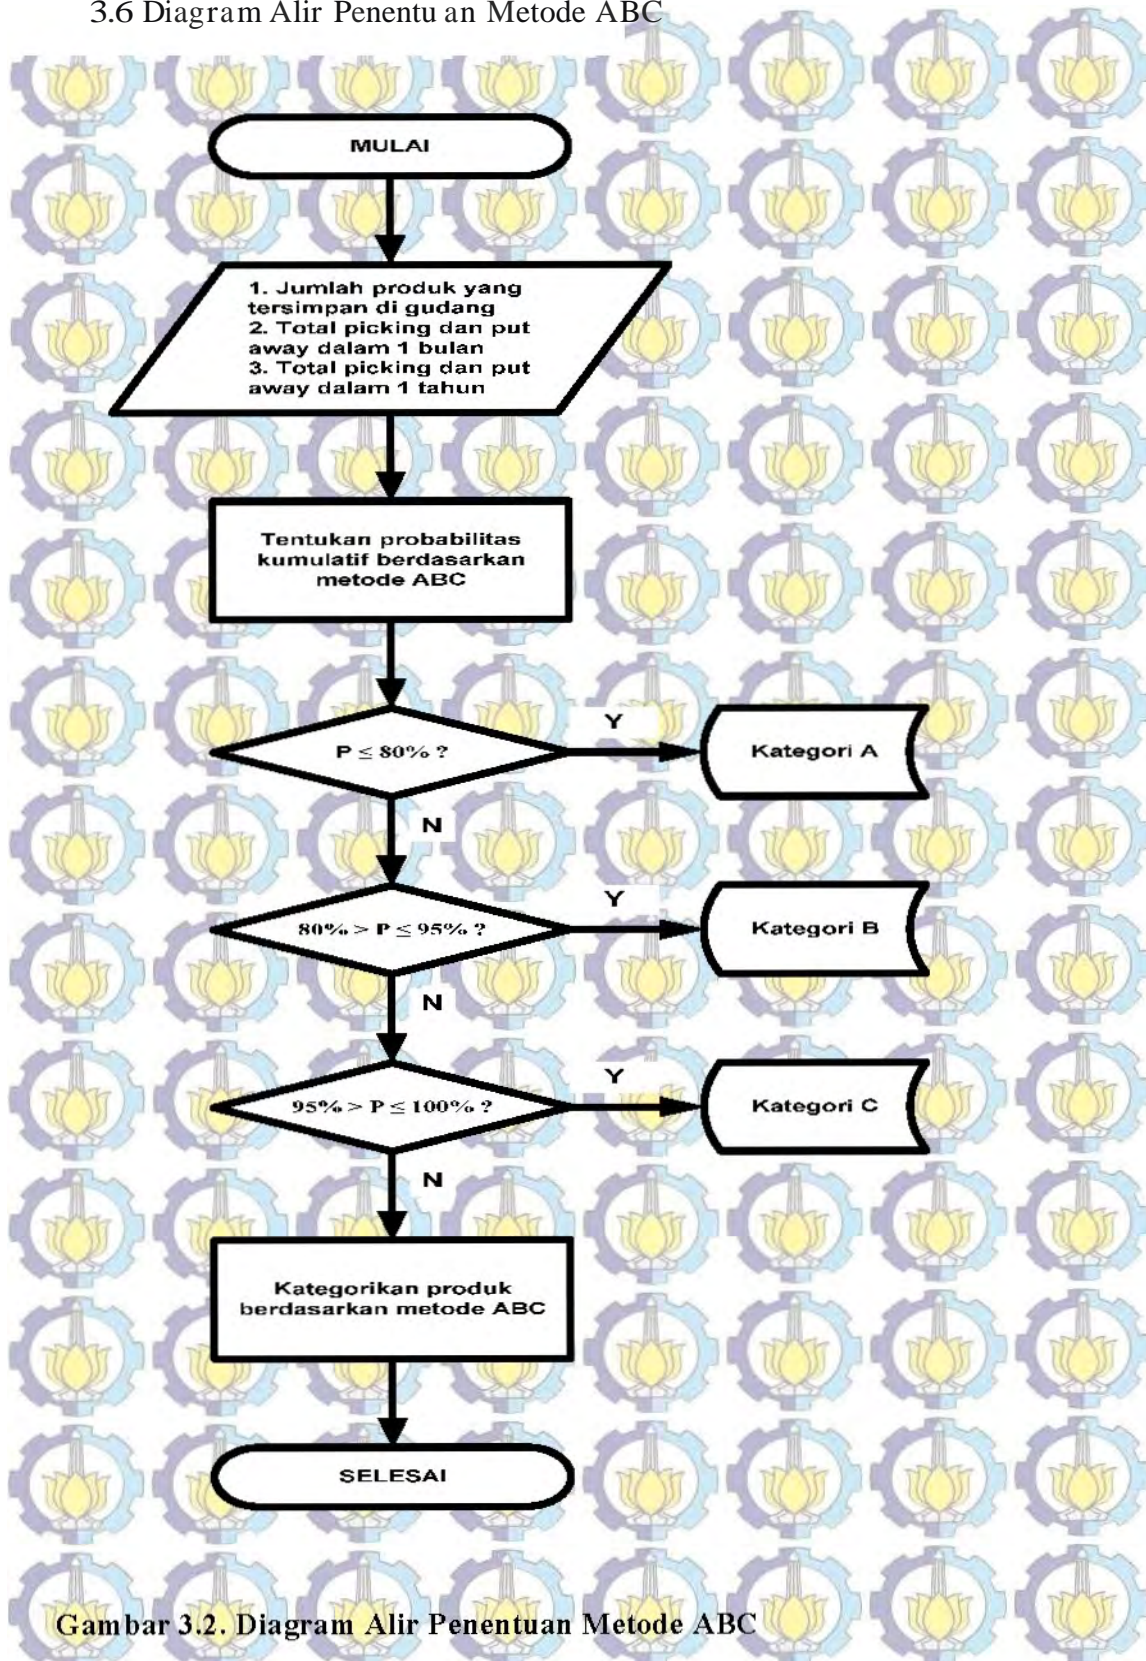 3.6 Diagram Alir Penentu an Metode ABC
MULAI
1. Jumlah produk yang
tersimpan di gudang
2. Total picking dan put
away dalam 1 bulan
3. Total picking dan put
away dalam 1 tahun
Tentukan probabilitas
kumulatif berdasarkan
metode ABC
P ≤ 80% ?
Y
Kategori A
N
80% > P ≤ 95% ?
Y
Kategori B
N
95% > P ≤ 100% ?
Y
Kategori C
N
Kategorikan produk
berdasarkan metode ABC
SELESAI
Gambar 3.2. Diagram Alir Penentuan Metode ABC